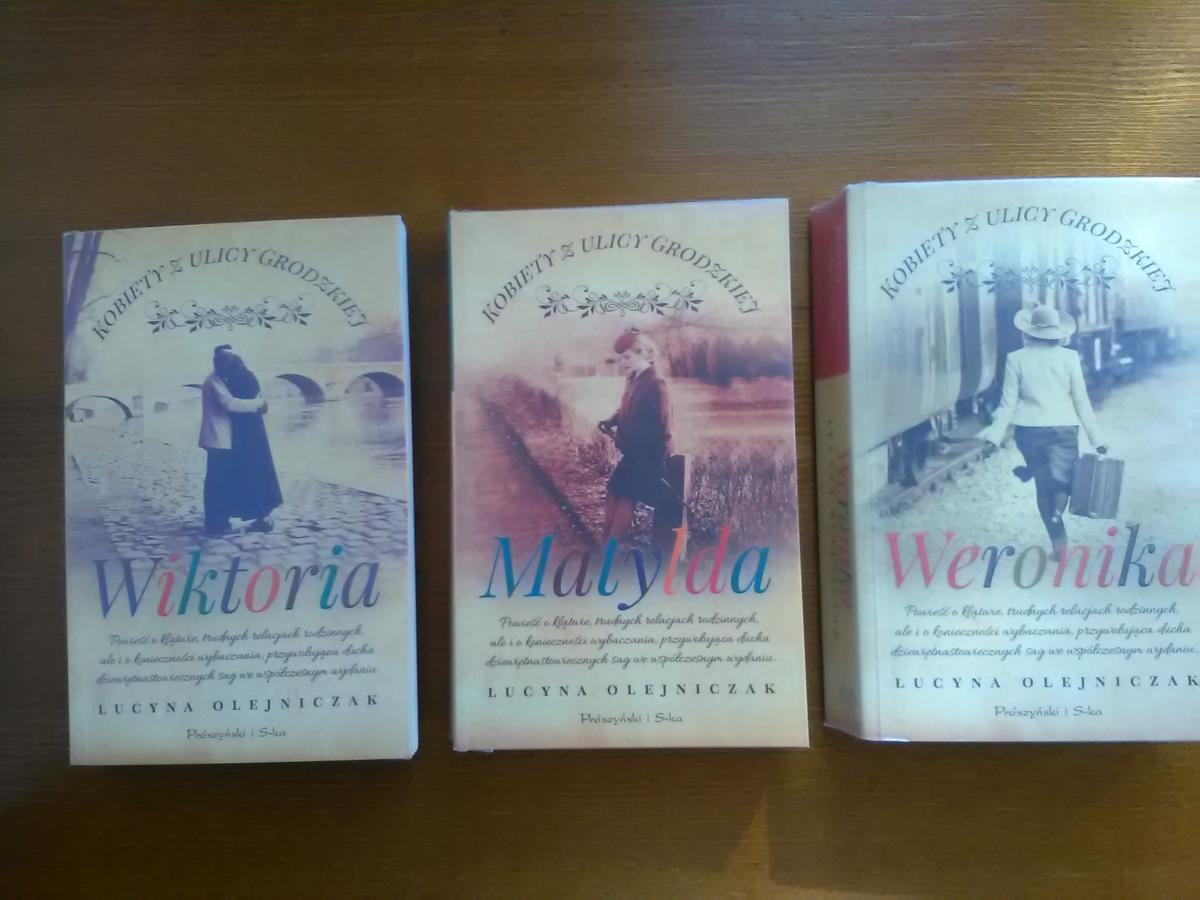 KOBIETY Z ULICY GRODZKIEJ
Wiktoria
Powieść o klątwie, trudnych relacjach rodzinnych,
ale i o konieczności wybaczania, przywołująca ducha
dziewiętnastowiecznych sag we współczesnym wydaniu.
LUCYNA OLEJNICZAK
Prószyński i S-ka
KOBIETY Z ULICY GRODZKIEJ
Matylda
Powieść o klątwie, trudnych relacjach rodzinnych,
ale i o konieczności wybaczania, przywołująca ducha
dziewiętnastowiecznych sag we współczesnym wydaniu.
LUCYNA OLEJNICZAK
Prószyński i S-ka
KOBIETY Z ULICY GRODZKIEJ
Weronika
Powieść o klątwie, trudnych relacjach rodzinnych,
ale i o konieczności wybaczania, przywołująca ducha
dziewiętnastowiecznych sag we współczesnym wydaniu.
LUCYNA OLEJNICZAK
Prószyński i S-ka